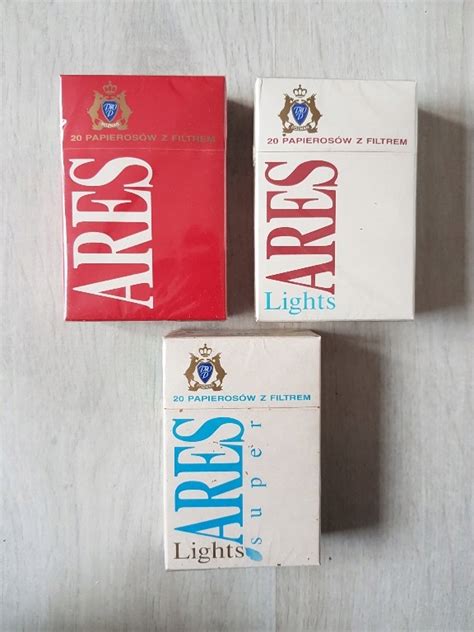 20 PAPIEROSÓW Z FILTREM
ARES
20 PAPIEROSÓW Z FILTREM
ARES
Lights
20 PAPIEROSÓW Z FILTREM
ARES
super
Lights